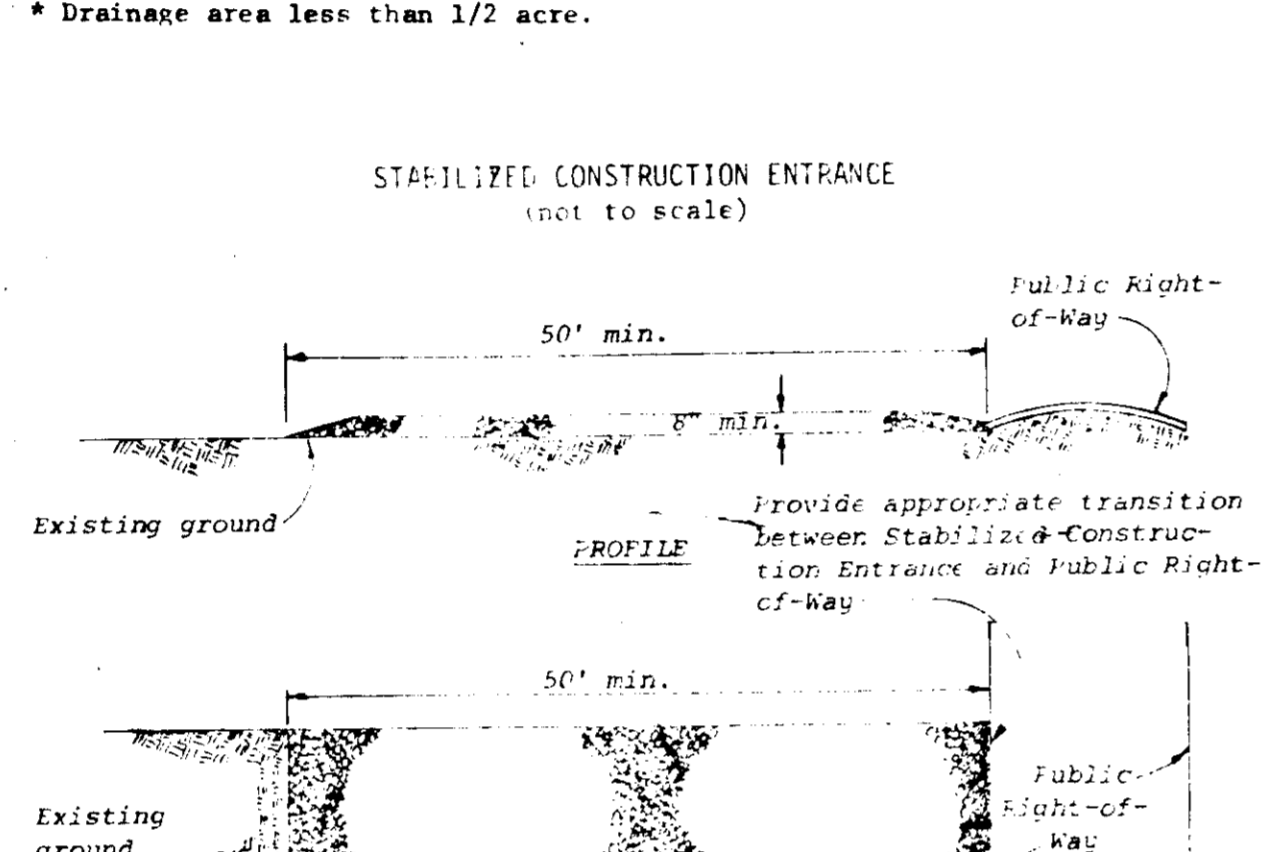 * Drainage area less than 1/2 acre.
STABILIZED CONSTRUCTION ENTRANCE
(not to scale)
Public Right-
of-Way
50' min.
8" min.
Existing ground
PROFILE
Provide appropriate transition
between Stabilized Construc-
tion Entrance and Public Right-
of-Way
50' min.
Public
Right-of-
Way
Existing
ground